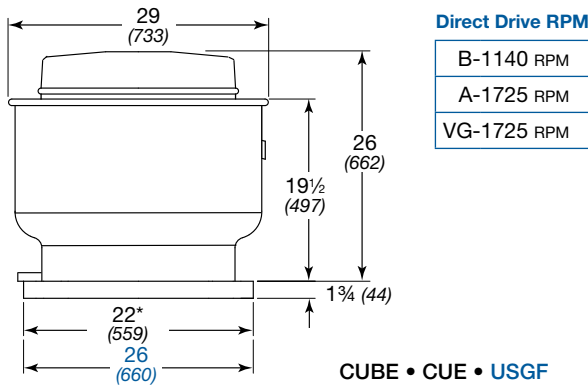 29
(733)
Direct Drive RPM
B-1140 RPM
A-1725 RPM
VG-1725 RPM
26
(662)
19½
(497)
1¾ (44)
22*
(559)
26
(660)
CUBE • CUE • USGF